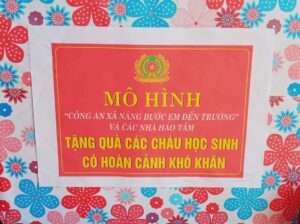 MÔ HÌNH
"CÔNG AN XÃ NÂNG BƯỚC EM ĐẾN TRƯỜNG"
VÀ CÁC NHÀ HẢO TÂM
TẶNG QUÀ CÁC CHÁU HỌC SINH
CÓ HOÀN CẢNH KHÓ KHĂN